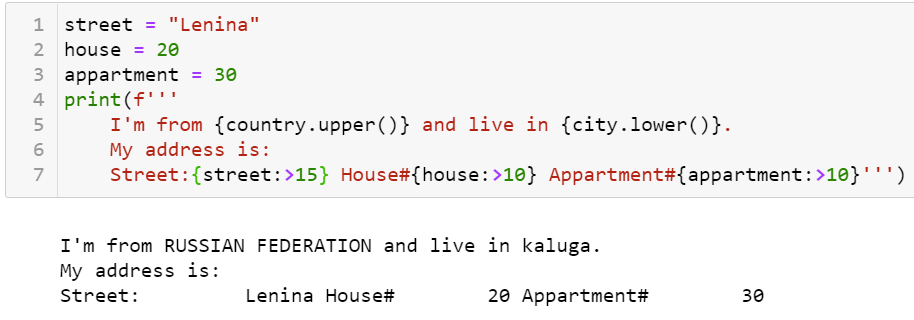 1 street = "Lenina"
2 house = 20
3 appartment = 30
4 print(f'''
5     I'm from {country.upper()} and live in {city.lower()}.
6     My address is:
7     Street:{street:>15} House#{house:>10} Appartment#{appartment:>10}''')
I'm from RUSSIAN FEDERATION and live in kaluga.
My address is:
Street:         Lenina House#        20 Appartment#        30